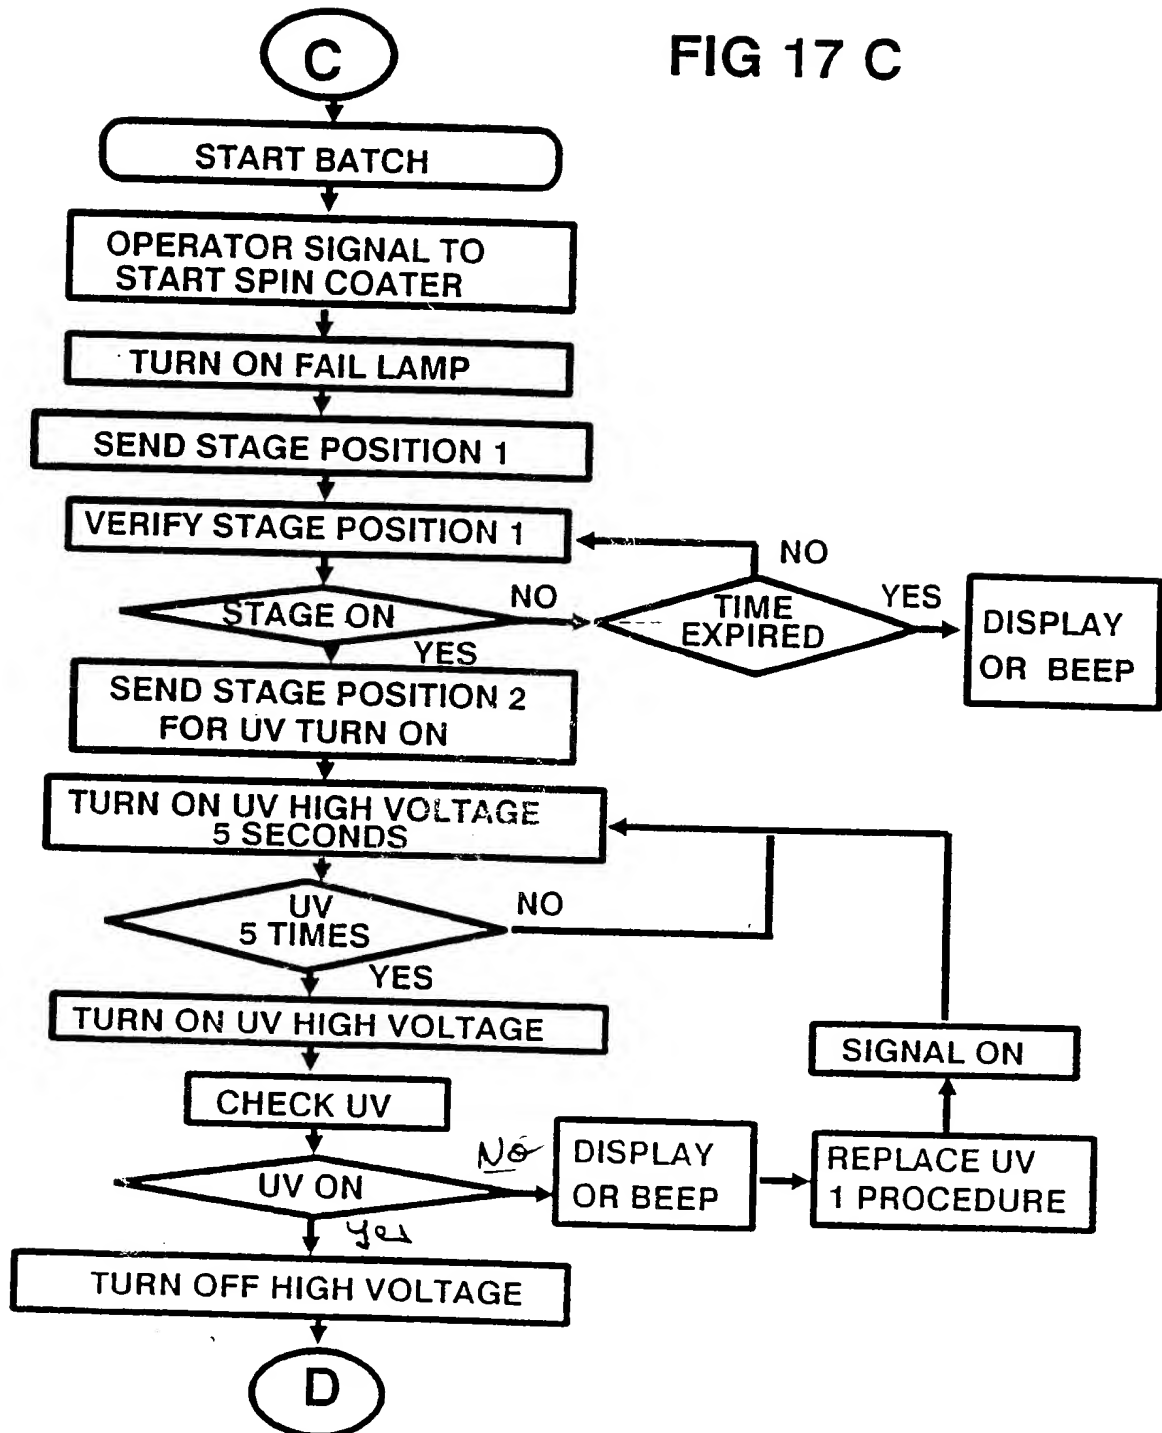 FIG 17 C
C
START BATCH
OPERATOR SIGNAL TO
START SPIN COATER
TURN ON FAIL LAMP
SEND STAGE POSITION 1
VERIFY STAGE POSITION 1
NO
STAGE ON
NO
TIME
EXPIRED
YES
DISPLAY
OR BEEP
YES
SEND STAGE POSITION 2
FOR UV TURN ON
TURN ON UV HIGH VOLTAGE
5 SECONDS
UV
5 TIMES
NO
YES
TURN ON UV HIGH VOLTAGE
SIGNAL ON
CHECK UV
UV ON
No
DISPLAY
OR BEEP
REPLACE UV
1 PROCEDURE
yes
TURN OFF HIGH VOLTAGE
D